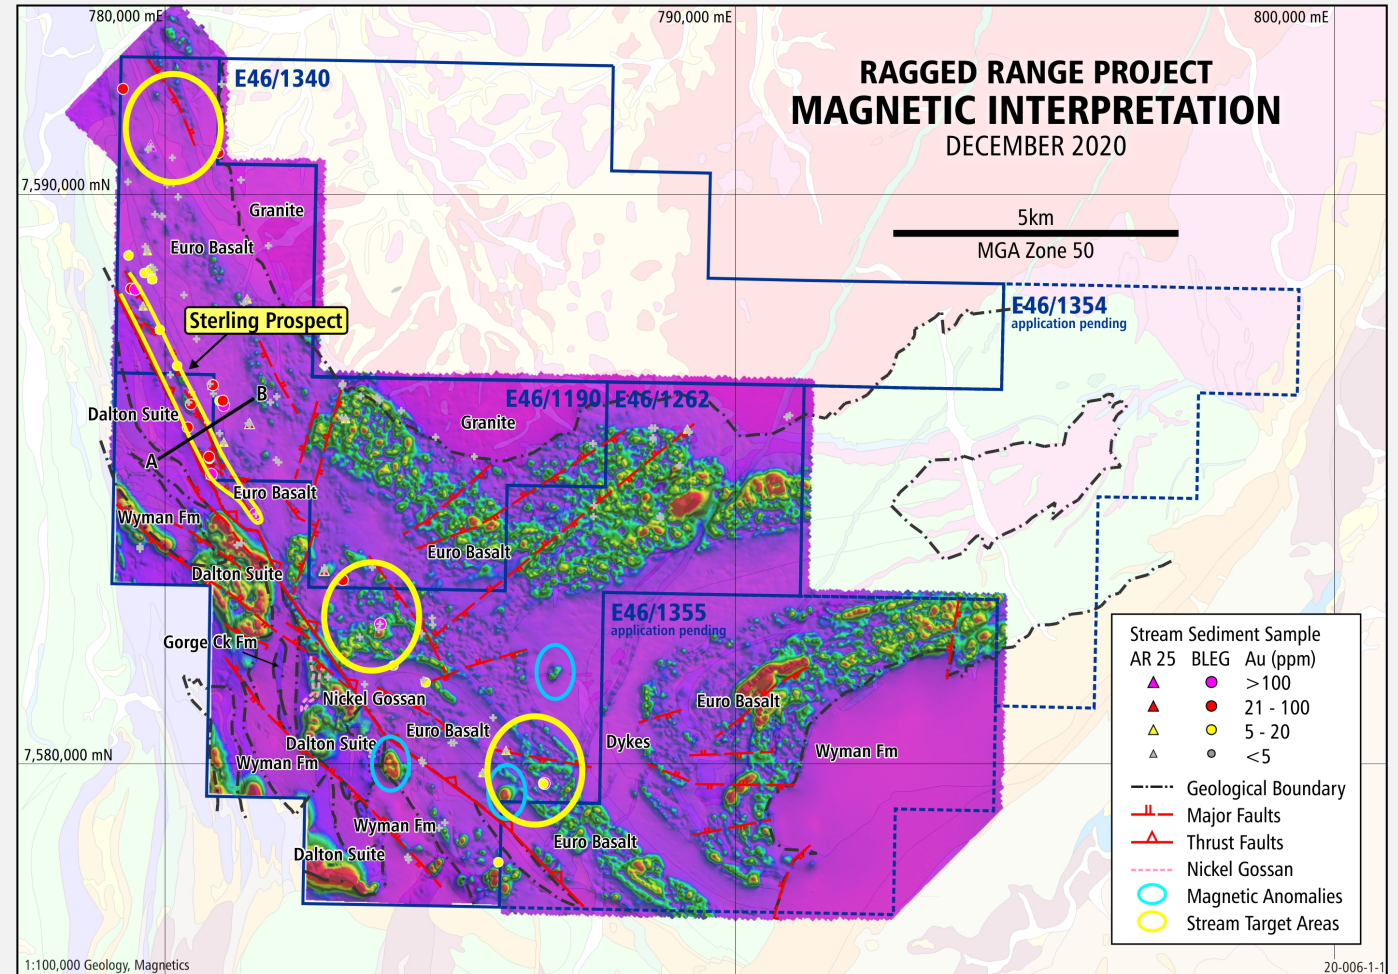 780,000 mE
790,000 mE
800,000 mE
RAGGED RANGE PROJECT
MAGNETIC INTERPRETATION
DECEMBER 2020
E46/1340
7,590,000 mN
Granite
5km
MGA Zone 50
Euro Basalt
E46/1354
application pending
Sterling Prospect
E46/1190
E46/1262
B
Dalton Suite
Granite
A
Euro Basalt
Wyman Fm
Euro Basalt
Dalton Suite
E46/1355
application pending
Gorge Ck Fm
Nickel Gossan
Euro Basalt
Euro Basalt
Dalton Suite
Dykes
Wyman Fm
7,580,000 mN
Wyman Fm
Wyman Fm
Euro Basalt
Dalton Suite
Stream Sediment Sample
AR 25 BLEG Au (ppm)
>100
21 - 100
5 - 20
<5
Geological Boundary
Major Faults
Thrust Faults
Nickel Gossan
Magnetic Anomalies
Stream Target Areas
1:100,000 Geology, Magnetics
20-006-1-1